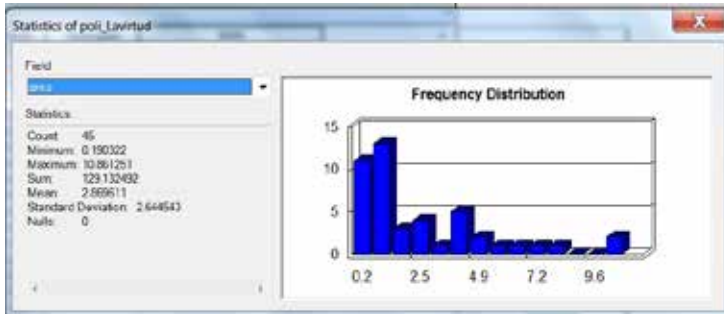 Statistics of poli_Lavirtud
Field
area
Statistics:
Count: 45
Minimum: 0.190322
Maximum: 10.861251
Sum: 129.132492
Mean: 2.869611
Standard Deviation: 2.644543
Nulls: 0
Frequency Distribution
15
10
5
0
0.2 2.5 4.9 7.2 9.6